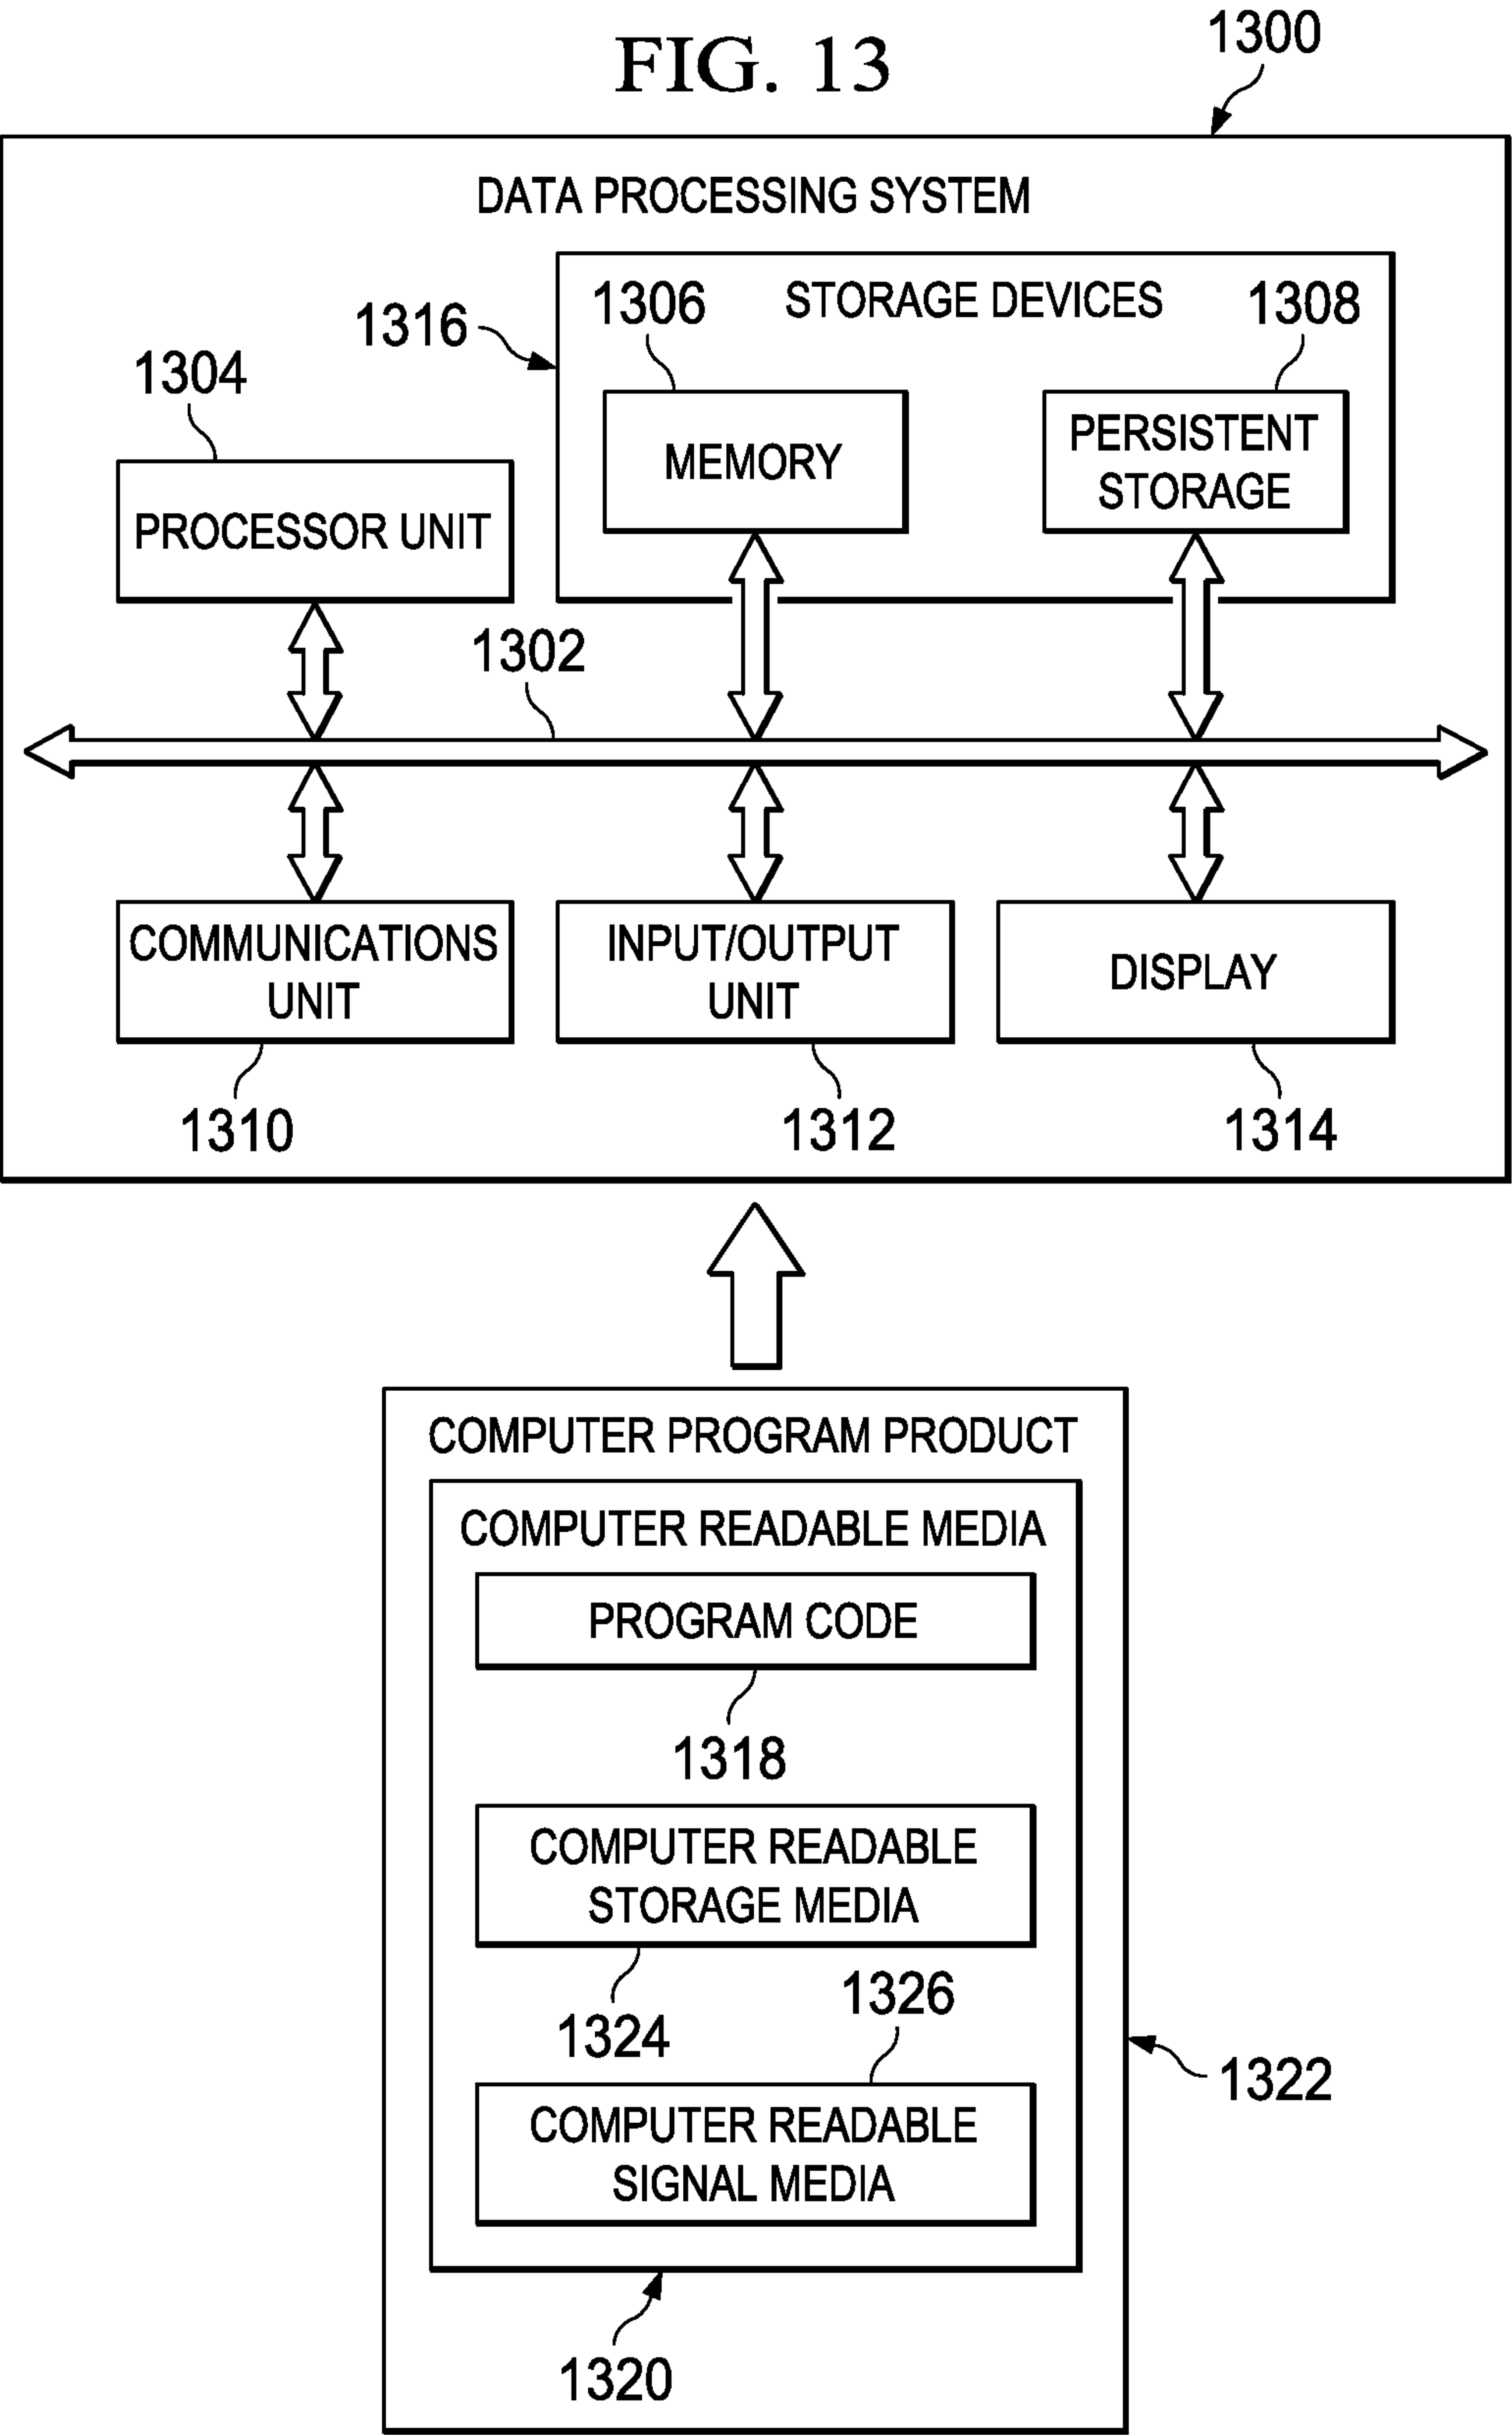 FIG. 13
1300
DATA PROCESSING SYSTEM
STORAGE DEVICES
1316
1306
1308
1304
MEMORY
PERSISTENT
STORAGE
PROCESSOR UNIT
1302
COMMUNICATIONS
UNIT
INPUT/OUTPUT
UNIT
DISPLAY
1310
1312
1314
COMPUTER PROGRAM PRODUCT
COMPUTER READABLE MEDIA
PROGRAM CODE
1318
COMPUTER READABLE
STORAGE MEDIA
1324
1326
COMPUTER READABLE
SIGNAL MEDIA
1322
1320